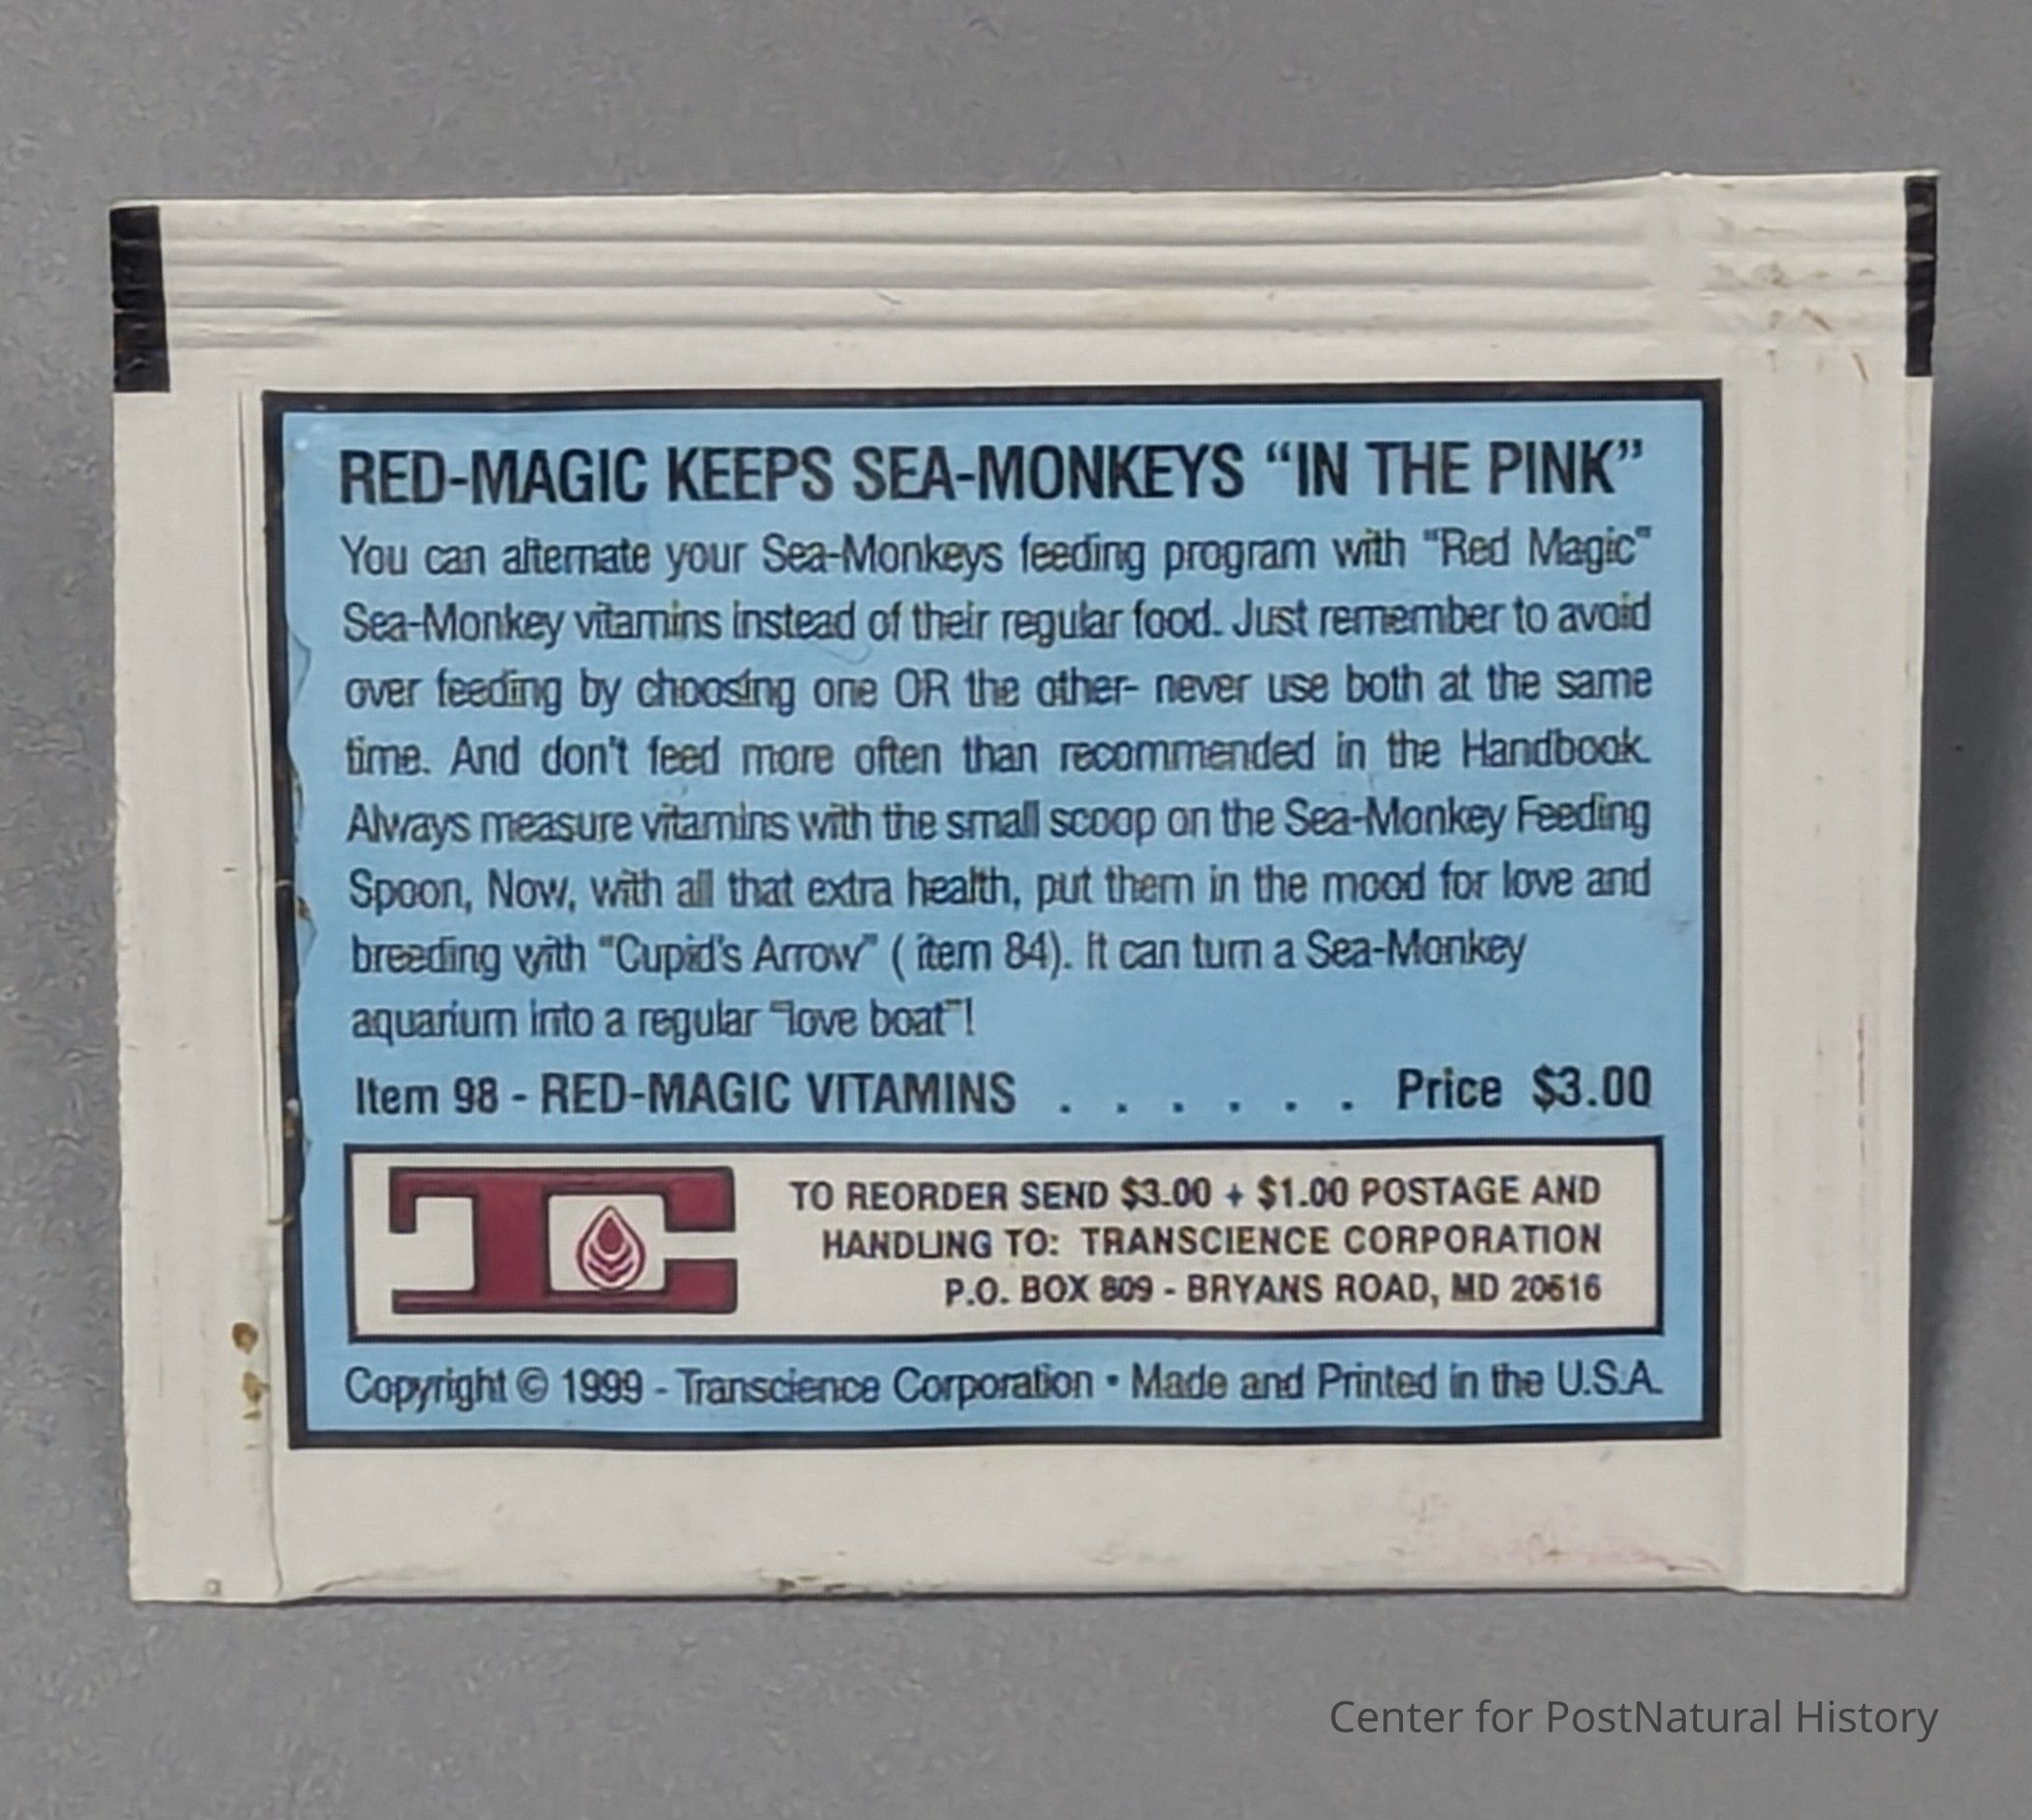 RED-MAGIC KEEPS SEA-MONKEYS “IN THE PINK”
You can alternate your Sea-Monkeys feeding program with "Red Magic"
Sea-Monkey vitamins instead of their regular food. Just remember to avoid
over feeding by choosing one OR the other- never use both at the same
time. And don't feed more often than recommended in the Handbook.
Always measure vitamins with the small scoop on the Sea-Monkey Feeding
Spoon, Now, with all that extra health, put them in the mood for love and
breeding with "Cupid's Arrow" ( item 84). It can turn a Sea-Monkey
aquarium into a regular "love boat"!
Item 98 - RED-MAGIC VITAMINS . . . . . . Price $3.00
TC
TO REORDER SEND $3.00 + $1.00 POSTAGE AND
HANDLING TO: TRANSCIENCE CORPORATION
P.O. BOX 809 - BRYANS ROAD, MD 20616
Copyright © 1999 - Transcience Corporation • Made and Printed in the U.S.A.
Center for PostNatural History